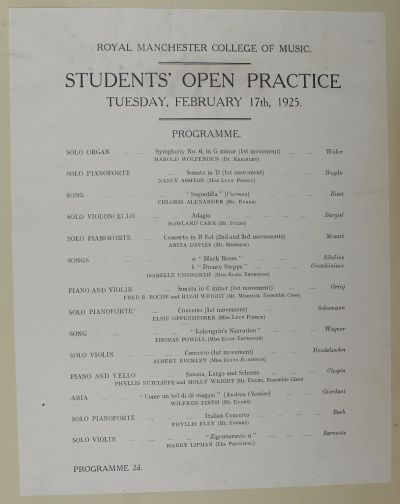 ROYAL MANCHESTER COLLEGE OF MUSIC.
STUDENTS' OPEN PRACTICE
TUESDAY, FEBRUARY 17th, 1925.
PROGRAMME.
SOLO ORGAN ... ... Symphony No. 6, in G minor (1st movement) ... Widor
HAROLD WOLFENDEN (Dr. Keighley)
SOLO PIANOFORTE ... Sonata in D (1st movement) ... Haydn
NANCY ASHTON (Miss Lucy Pierce)
SONG ... "Seguidilla" (Carmen) ... Bizet
CHLORIS ALEXANDER (Mr. Evans)
SOLO VIOLONCELLO ... Adagio ... Bargiel
ROWLAND CARR (Mr. Fuchs)
SOLO PIANOFORTE Concerto in B flat (2nd and 3rd movements) Mozart
ANITA DAVIES (Mr. Merrick)
SONGS ... a "Black Roses" ... Sibelius
b "Dreary Steppe" ... Gretchininov
ISABELLE UNSWORTH (Miss Elsie Thurston)
PIANO AND VIOLIN ... Sonata in C minor (1st movement) ... Grieg
FRED R. ROCHE and HUGH WRIGHT (Mr. Merrick, Ensemble Class)
SOLO PIANOFORTE ... Concerto (1st movement) ... Schumann
ELSIE OPPENHEIMER (Miss Lucy Pierce)
SONG ... "Lohengrin's Narration" ... Wagner
THOMAS POWELL (Miss Elsie Thurston)
SOLO VIOLIN ... Concerto (1st movement) ... Mendelssohn
ALBERT BUCKLEY (Miss Edith Robinson)
PIANO AND 'CELLO ... Sonata, Largo and Scherzo ... Chopin
PHYLLIS SUTCLIFFE and MOLLY WRIGHT (Mr. Fuchs, Ensemble Class)
ARIA ... "Come un bel dì di maggio" (Andrea Chenier) ... Giordani
WILFRED FIRTH (Mr. Evans)
SOLO PIANOFORTE ... Italian Concerto ... Bach
PHYLLIS ELEY (Mr. Forbes)
SOLO VIOLIN ... Sarasate
HARRY LIPMAN (The Principal)
PROGRAMME 2d.